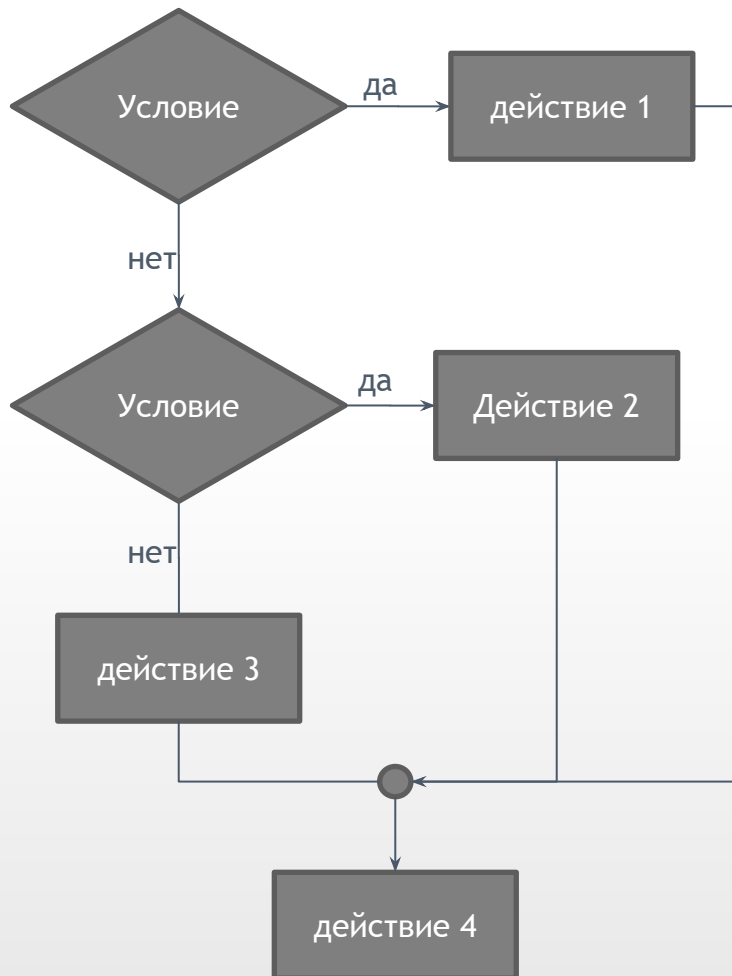 Условие
да
действие 1
нет
Условие
да
Действие 2
нет
действие 3
действие 4